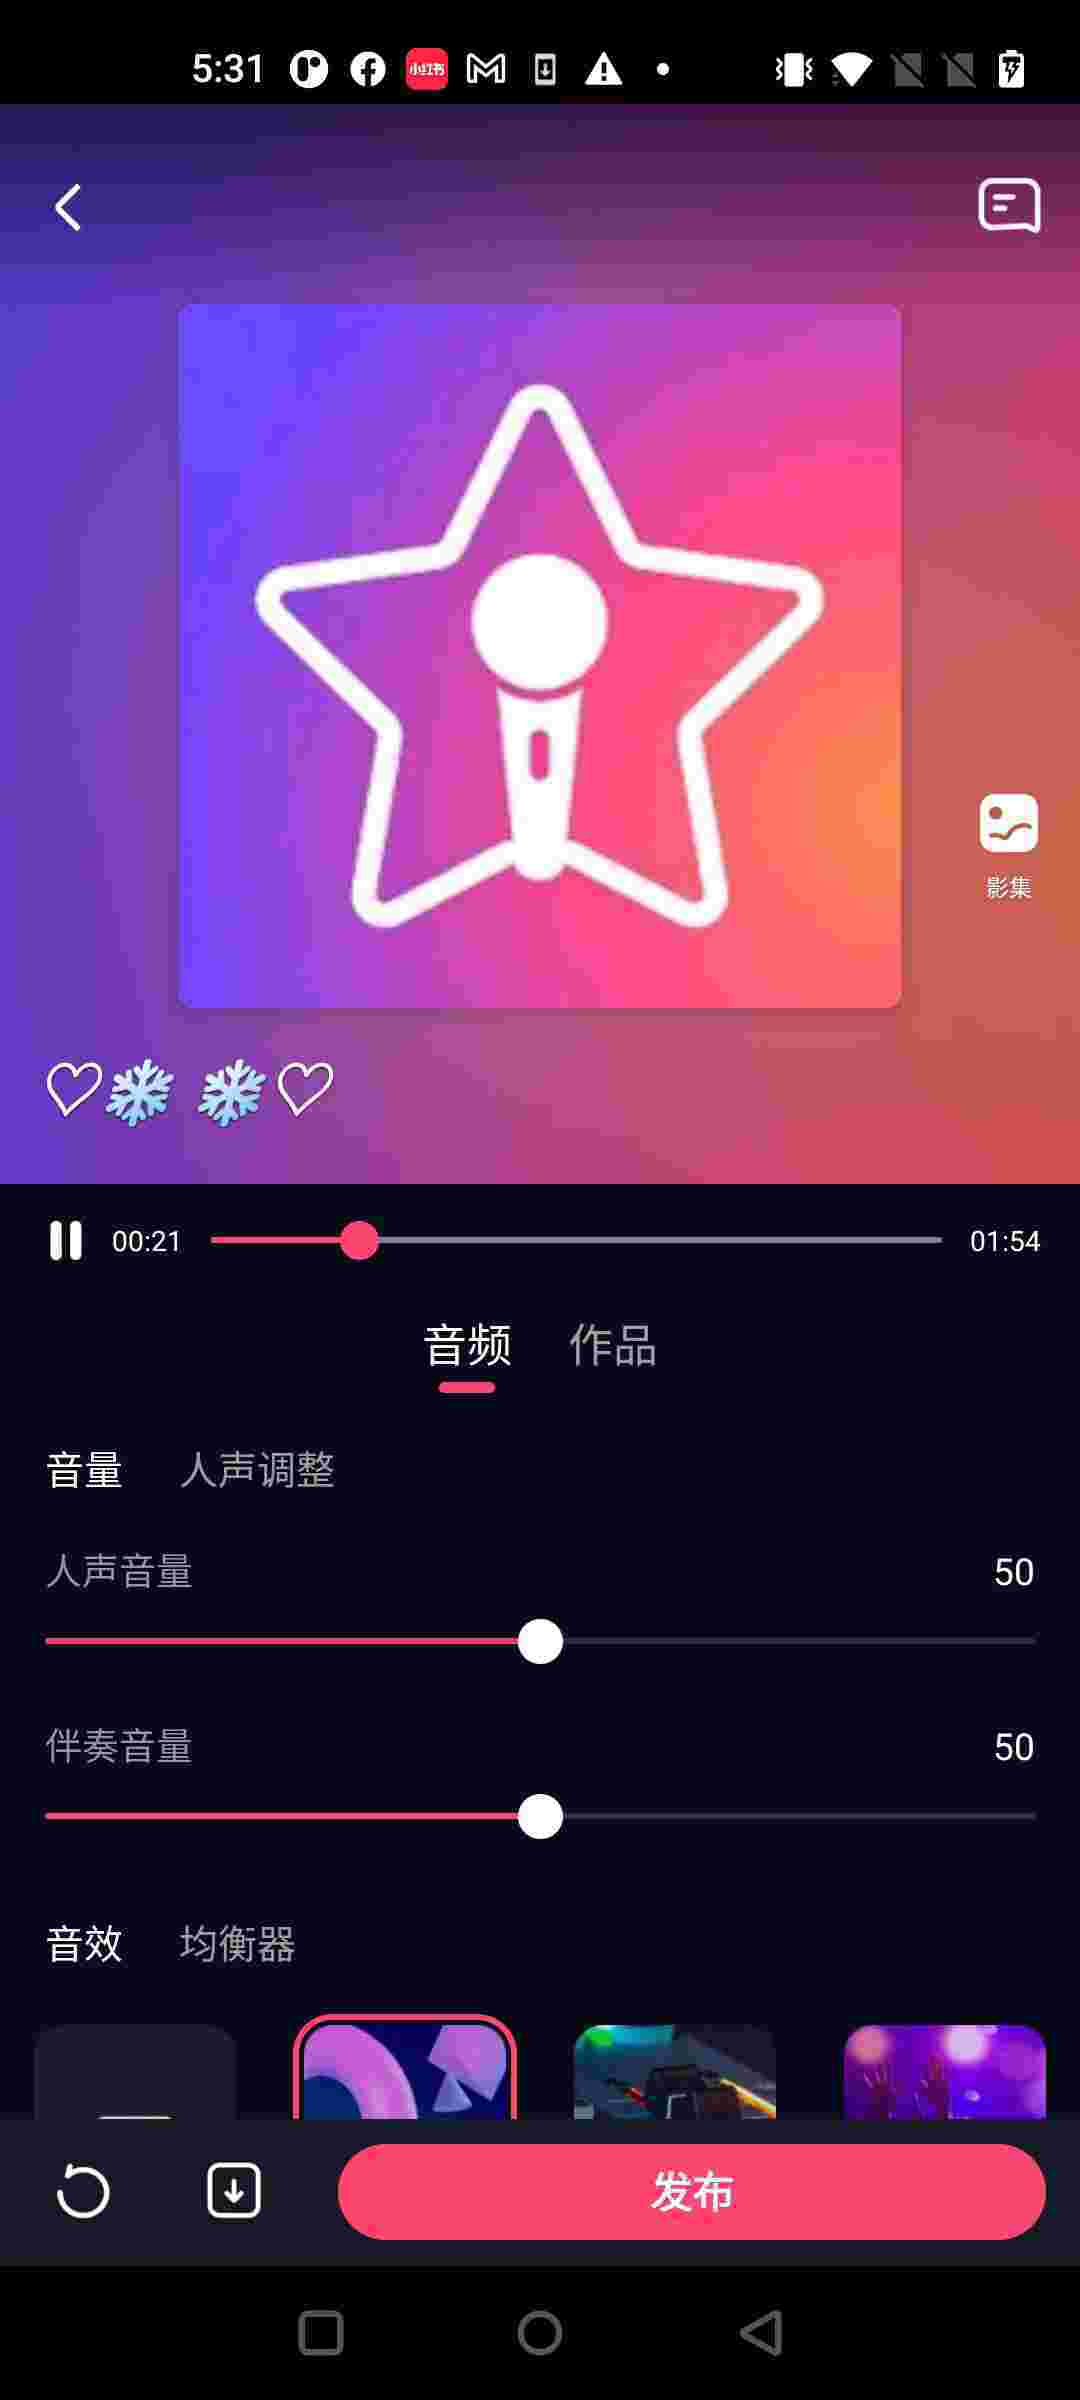 5:31
小红书
影集
♡❄️ ❄️♡
00:21 01:54
音频 作品
音量 人声调整
人声音量 50
伴奏音量 50
音效 均衡器
发布